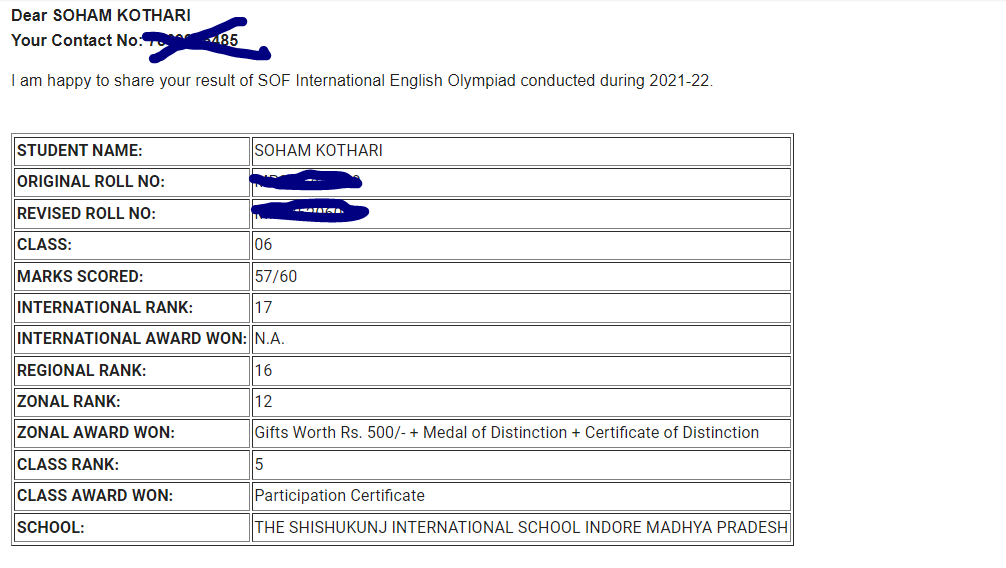 Dear SOHAM KOTHARI
Your Contact No:
I am happy to share your result of SOF International English Olympiad conducted during 2021-22.
STUDENT NAME: SOHAM KOTHARI
ORIGINAL ROLL NO:
REVISED ROLL NO:
CLASS: 06
MARKS SCORED: 57/60
INTERNATIONAL RANK: 17
INTERNATIONAL AWARD WON: N.A.
REGIONAL RANK: 16
ZONAL RANK: 12
ZONAL AWARD WON: Gifts Worth Rs. 500/- + Medal of Distinction + Certificate of Distinction
CLASS RANK: 5
CLASS AWARD WON: Participation Certificate
SCHOOL: THE SHISHUKUNJ INTERNATIONAL SCHOOL INDORE MADHYA PRADESH